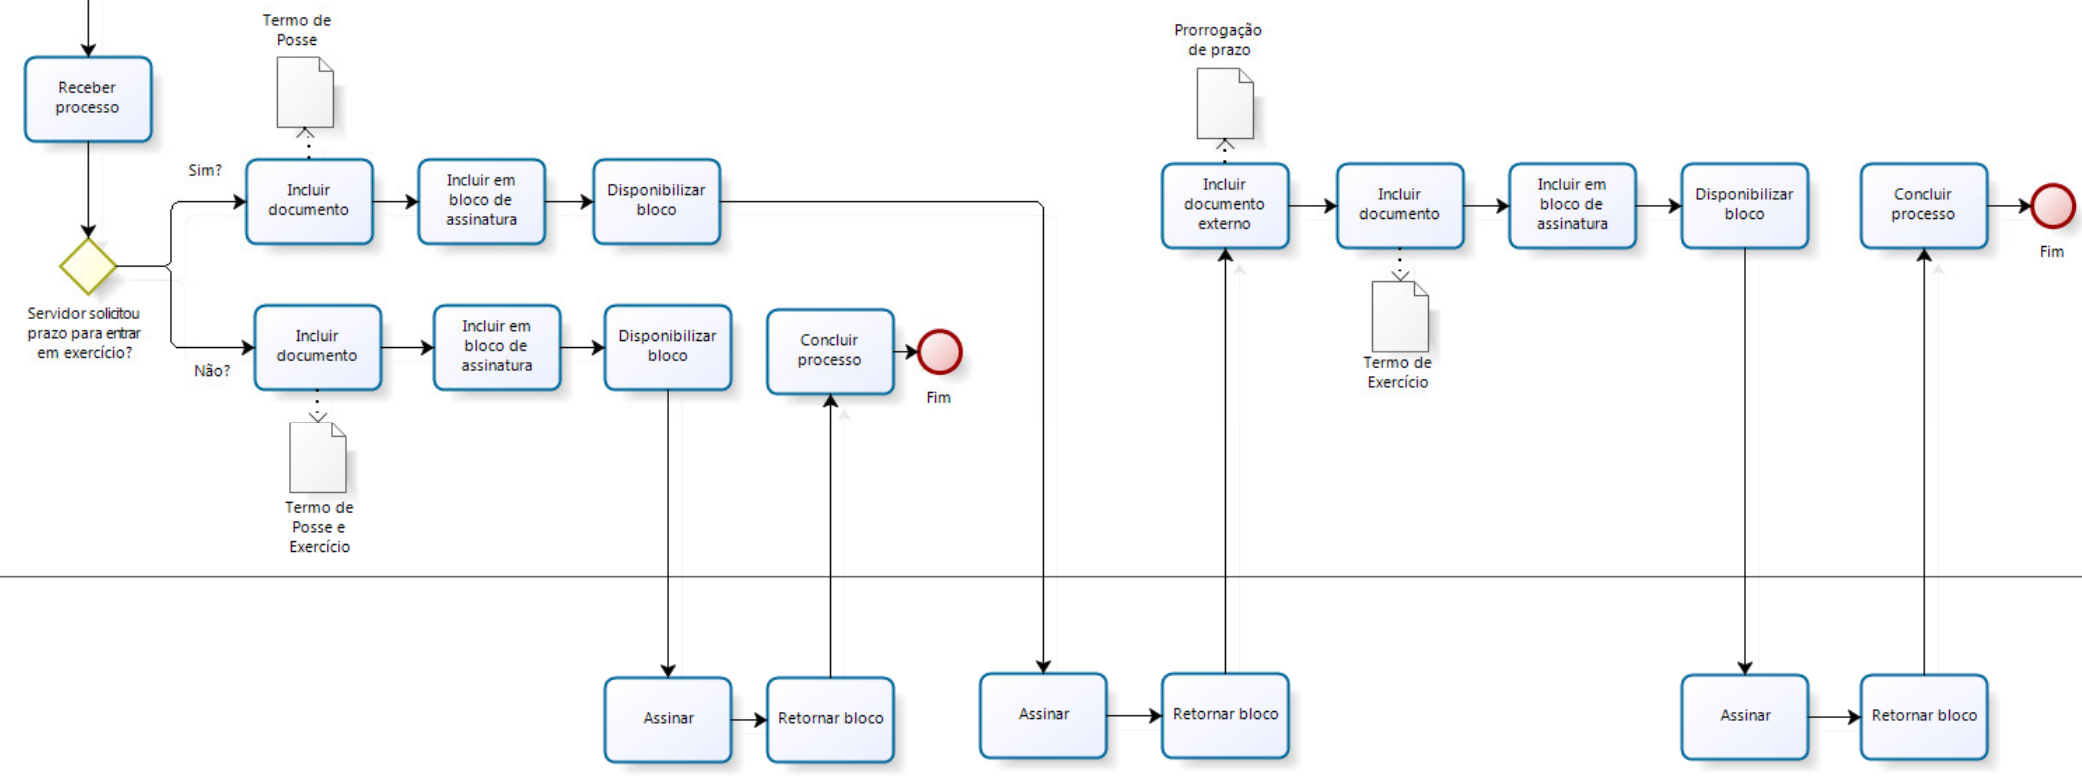 Termo de
Posse
Prorrogação
de prazo
Receber
processo
Sim?
Incluir
documento
Incluir em
bloco de
assinatura
Disponibilizar
bloco
Incluir
documento
externo
Incluir
documento
Incluir em
bloco de
assinatura
Disponibilizar
bloco
Concluir
processo
Fim
Servidor solicitou
prazo para entrar
em exercício?
Não?
Incluir
documento
Incluir em
bloco de
assinatura
Disponibilizar
bloco
Concluir
processo
Fim
Termo de
Exercício
Termo de
Posse e
Exercício
Assinar
Retornar bloco
Assinar
Retornar bloco
Assinar
Retornar bloco